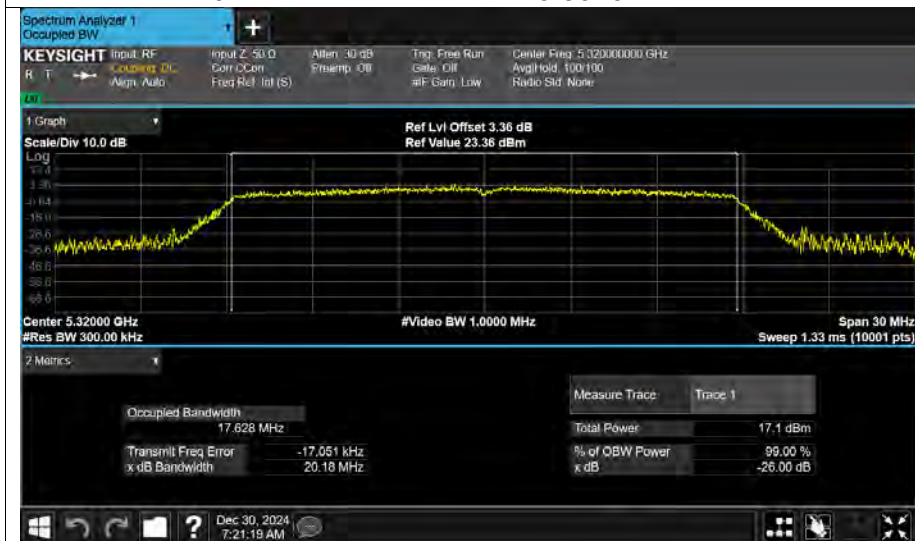 Spectrum Analyzer 1
Occupied BW
+
KEYSIGHT Input: RF
R T Coupling: DC
Align: Auto
Input Z: 50 Ω
Corr CCorr
Freq Ref: Int (S)
Atten: 30 dB
Preamp: Off
Trig: Free Run
Gate: Off
#IF Gain: Low
Center Freq: 5.320000000 GHz
Avg|Hold: 100/100
Radio Std: None
1 Graph
Scale/Div 10.0 dB
Ref Lvl Offset 3.36 dB
Ref Value 23.36 dBm
Log
-36.6
-46.6
Center 5.32000 GHz
#Res BW 300.00 kHz
#Video BW 1.0000 MHz
Span 30 MHz
Sweep 1.33 ms (10001 pts)
2 Metrics
Measure Trace Trace 1
Occupied Bandwidth
17.628 MHz
Total Power 17.1 dBm
Transmit Freq Error -17.051 kHz
% of OBW Power 99.00 %
x dB Bandwidth 20.18 MHz
x dB -26.00 dB
?
Dec 30, 2024
7:21:19 AM